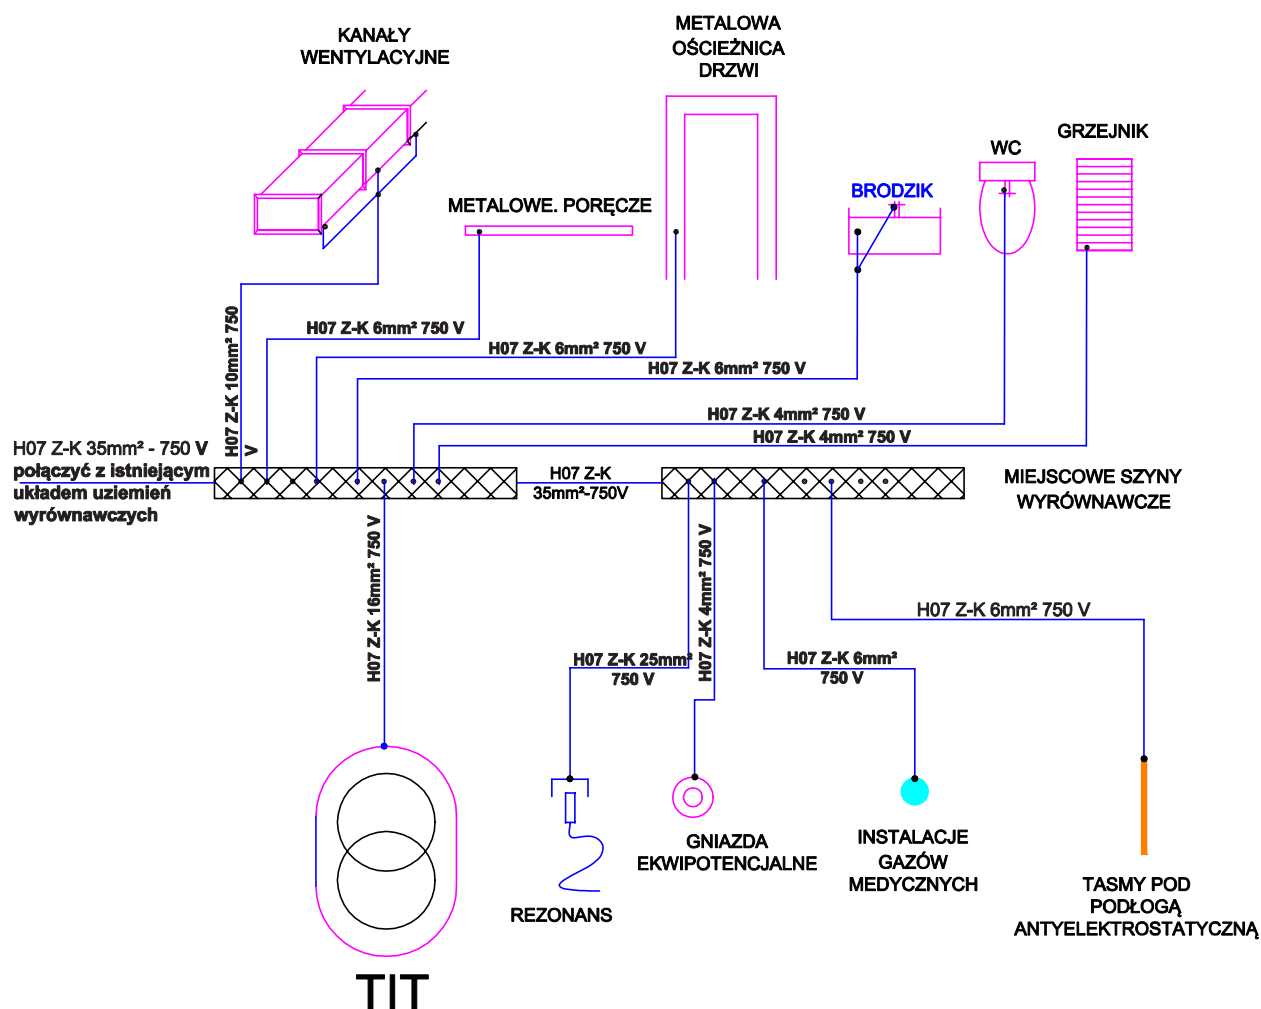 KANAŁY
WENTYLACYJNE
METALOWA
OŚCIEŻNICA
DRZWI
WC
GRZEJNIK
BRODZIK
METALOWE. PORĘCZE
H07 Z-K 10mm² 750
V
H07 Z-K 6mm² 750 V
H07 Z-K 6mm² 750 V
H07 Z-K 6mm² 750 V
H07 Z-K 4mm² 750 V
H07 Z-K 4mm² 750 V
H07 Z-K 35mm² - 750 V
połączyć z istniejącym
układem uziemień
wyrównawczych
H07 Z-K
35mm²-750V
MIEJSCOWE SZYNY
WYRÓWNAWCZE
H07 Z-K 16mm² 750 V
H07 Z-K 25mm²
750 V
H07 Z-K 4mm² 750 V
H07 Z-K 6mm²
750 V
H07 Z-K 6mm² 750 V
TIT
REZONANS
GNIAZDA
EKWIPOTENCJALNE
INSTALACJE
GAZÓW
MEDYCZNYCH
TASMY POD
PODŁOGĄ
ANTYELEKTROSTATYCZNĄ